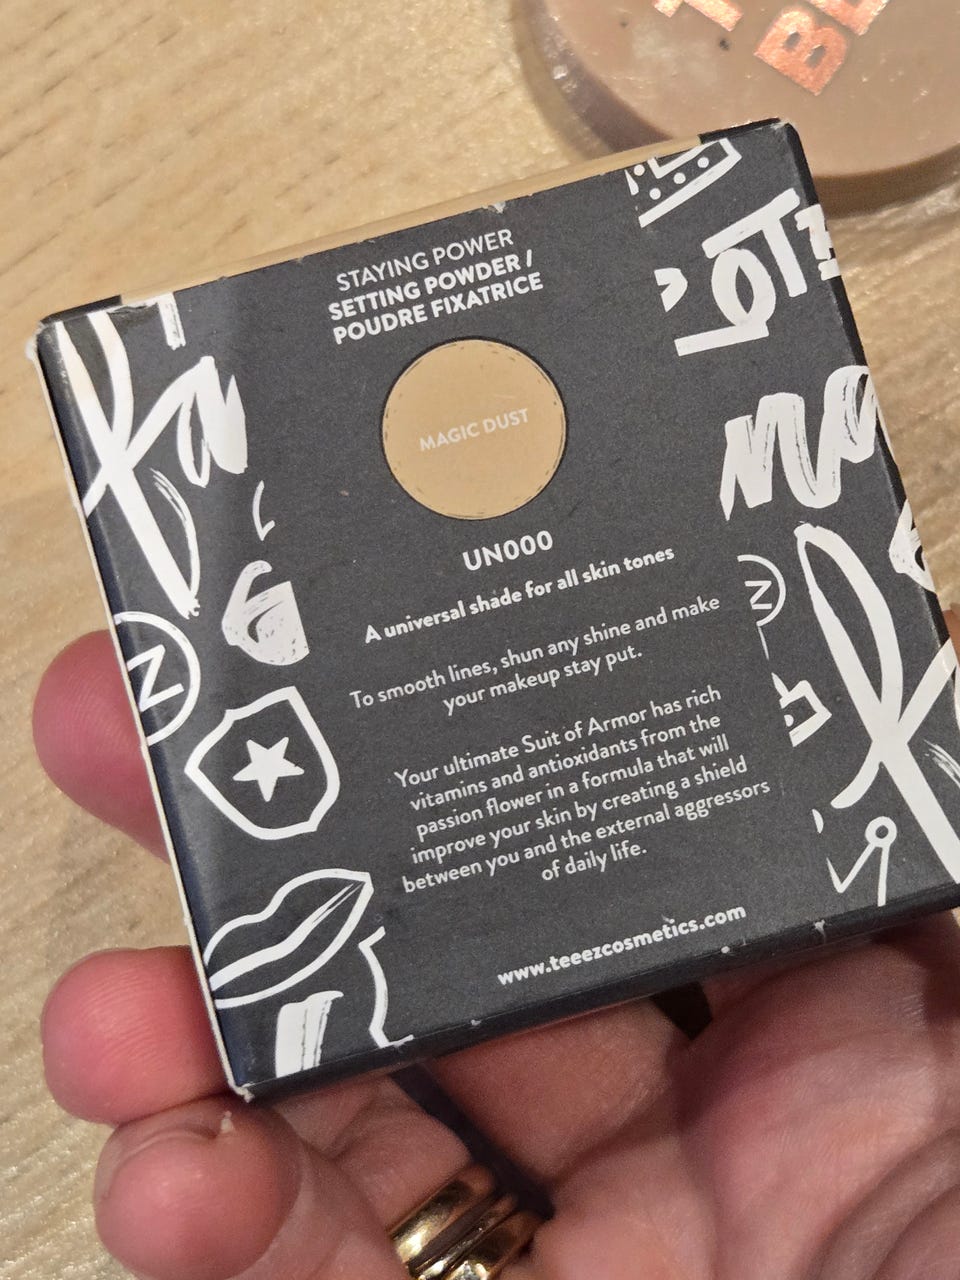 STAYING POWER
SETTING POWDER /
POUDRE FIXATRICE
MAGIC DUST
UN000
A universal shade for all skin tones
To smooth lines, shun any shine and make
your makeup stay put.
Your ultimate Suit of Armor has rich
vitamins and antioxidants from the
passion flower in a formula that will
improve your skin by creating a shield
between you and the external aggressors
of daily life.
www.teeezcosmetics.com